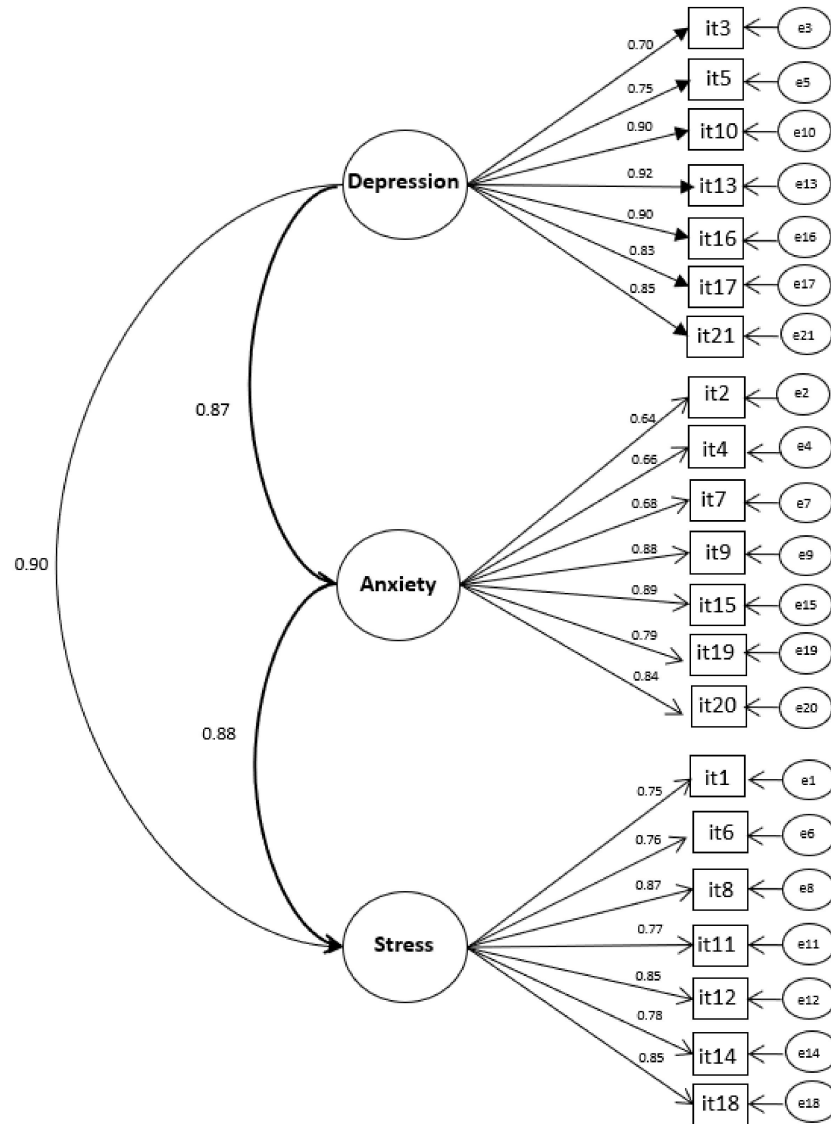 0.70 it3 e3
0.75 it5 e5
0.90 it10 e10
Depression
0.92 it13 e13
0.90 it16 e16
0.83 it17 e17
0.85 it21 e21
0.87
0.64 it2 e2
0.66 it4 e4
0.68 it7 e7
0.90
Anxiety
0.88 it9 e9
0.89 it15 e15
0.79 it19 e19
0.84 it20 e20
0.88
0.75 it1 e1
0.76 it6 e6
0.87 it8 e8
Stress
0.77 it11 e11
0.85 it12 e12
0.78 it14 e14
0.85 it18 e18